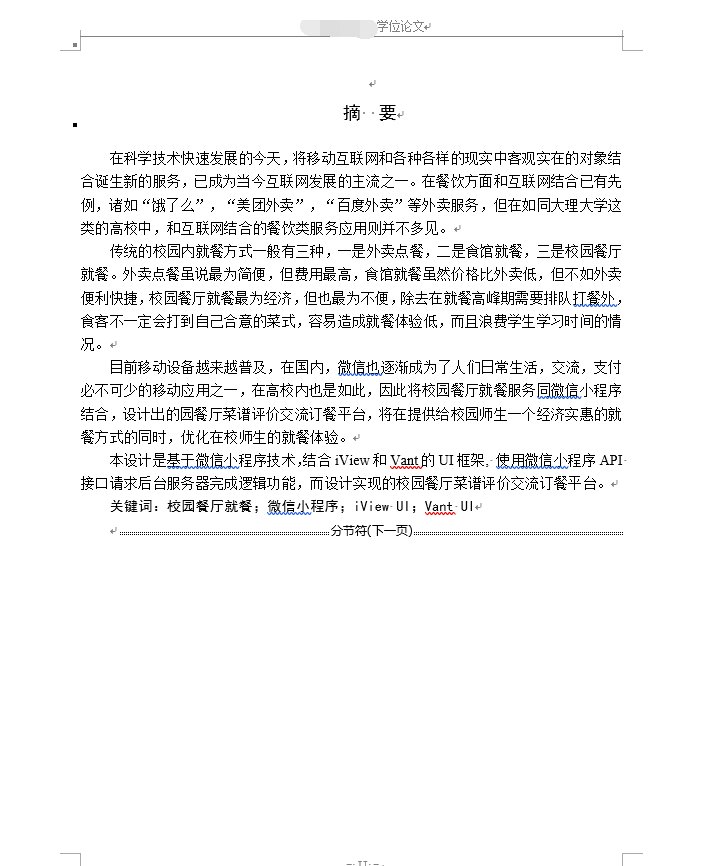 学位论文
摘 要
在科学技术快速发展的今天，将移动互联网和各种各样的现实中客观实在的对象结
合诞生新的服务，已成为当今互联网发展的主流之一。在餐饮方面和互联网结合已有先
例，诸如“饿了么”，“美团外卖”，“百度外卖”等外卖服务，但在如同大理大学这
类的高校中，和互联网结合的餐饮类服务应用则并不多见。
传统的校园内就餐方式一般有三种，一是外卖点餐，二是食馆就餐，三是校园餐厅
就餐。外卖点餐虽说最为简便，但费用最高，食馆就餐虽然价格比外卖低，但不如外卖
便利快捷，校园餐厅就餐最为经济，但也最为不便，除去在就餐高峰期需要排队打餐外，
食客不一定会打到自己合意的菜式，容易造成就餐体验低，而且浪费学生学习时间的情
况。
目前移动设备越来越普及，在国内，微信也逐渐成为了人们日常生活，交流，支付
必不可少的移动应用之一，在高校内也是如此，因此将校园餐厅就餐服务同微信小程序
结合，设计出的园餐厅菜谱评价交流订餐平台，将在提供给校园师生一个经济实惠的就
餐方式的同时，优化在校师生的就餐体验。
本设计是基于微信小程序技术，结合 iView 和 Vant 的 UI 框架，使用微信小程序 API
接口请求后台服务器完成逻辑功能，而设计实现的校园餐厅菜谱评价交流订餐平台。
关键词：校园餐厅就餐；微信小程序；iView UI；Vant UI
分节符(下一页)